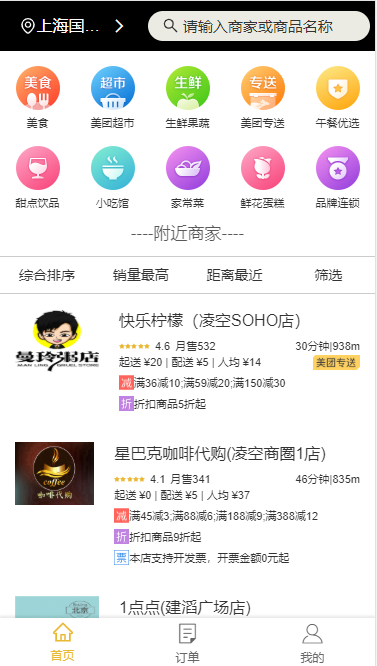 上海国... 请输入商家或商品名称
美食 超市 生鲜 专送
美食 美团超市 生鲜果蔬 美团专送 午餐优选
甜点饮品 小吃馆 家常菜 鲜花蛋糕 品牌连锁
----附近商家----
综合排序 销量最高 距离最近 筛选
快乐柠檬（凌空SOHO店）
4.6 月售532 30分钟|938m
起送 ¥20 | 配送 ¥5 | 人均 ¥14 美团专送
减满36减10;满59减20;满150减30
折折扣商品5折起
曼玲粥店
MAN LING GRUEL STORE
星巴克咖啡代购(凌空商圈1店)
4.1 月售341 46分钟|835m
起送 ¥0 | 配送 ¥5 | 人均 ¥37
减满45减3;满88减6;满188减9;满388减12
折折扣商品9折起
票本店支持开发票，开票金额0元起
coffee
咖啡代购
1点点(建滔广场店)
北京
首页 订单 我的